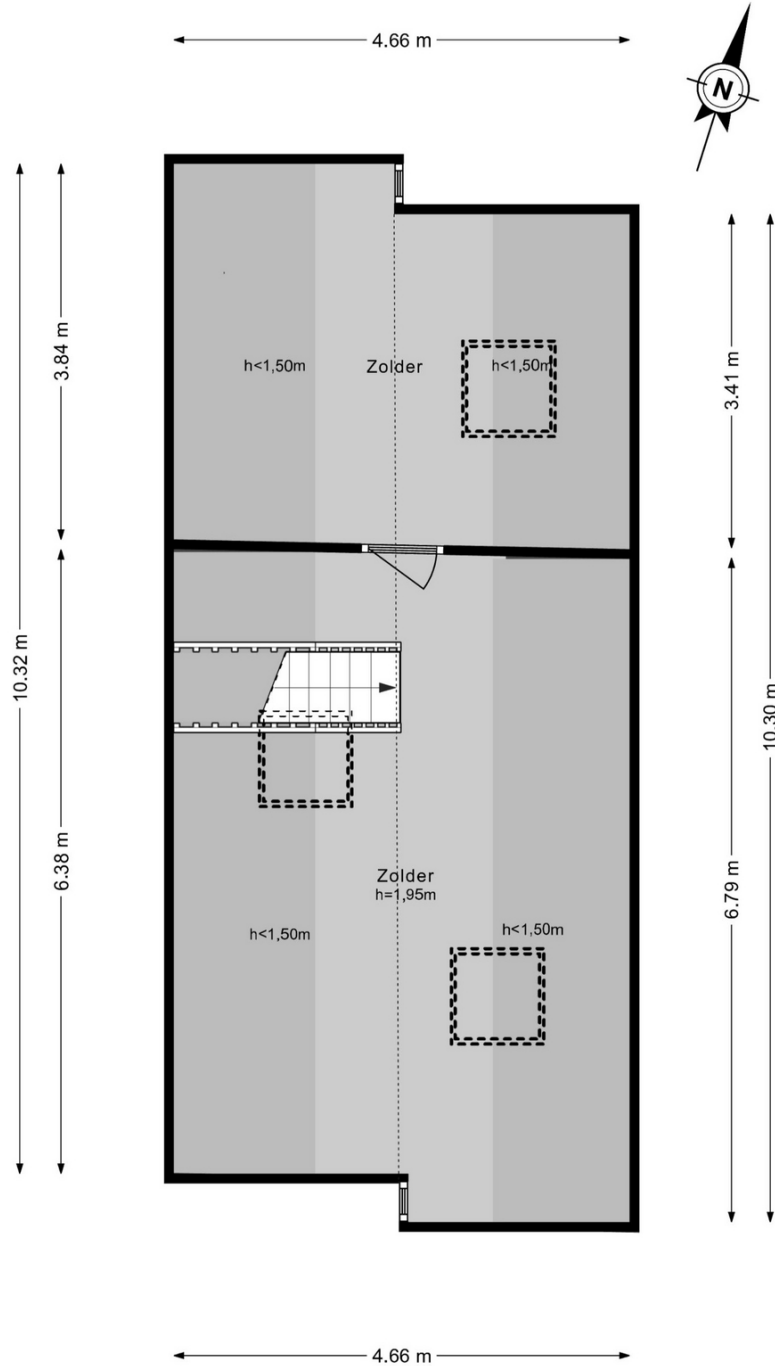 4.66 m
N
3.84 m
3.41 m
h<1,50m
Zolder
h<1,50m
10.32 m
10.30 m
6.38 m
6.79 m
Zolder
h=1,95m
h<1,50m
h<1,50m
4.66 m